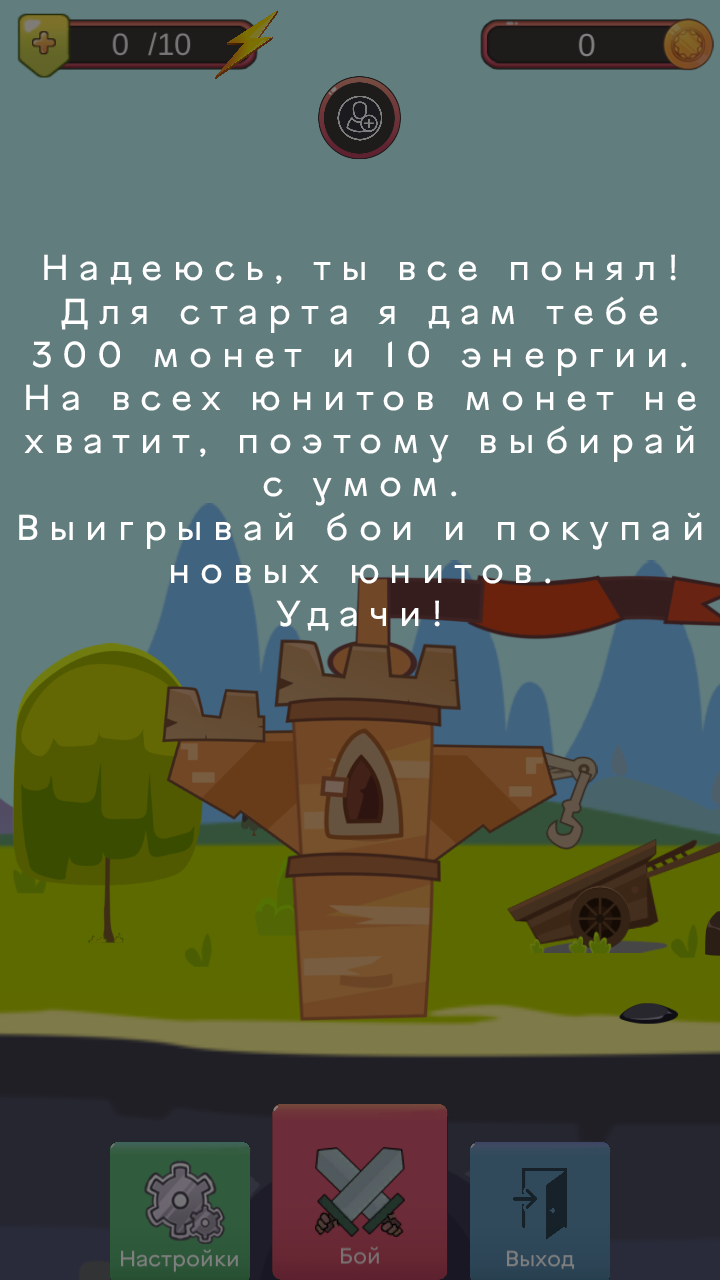 0 /10
0
Надеюсь, ты все понял!
Для старта я дам тебе
300 монет и 10 энергии.
На всех юнитов монет не
хватит, поэтому выбирай
с умом.
Выигрывай бои и покупай
новых юнитов.
Удачи!
Настройки
Бой
Выход